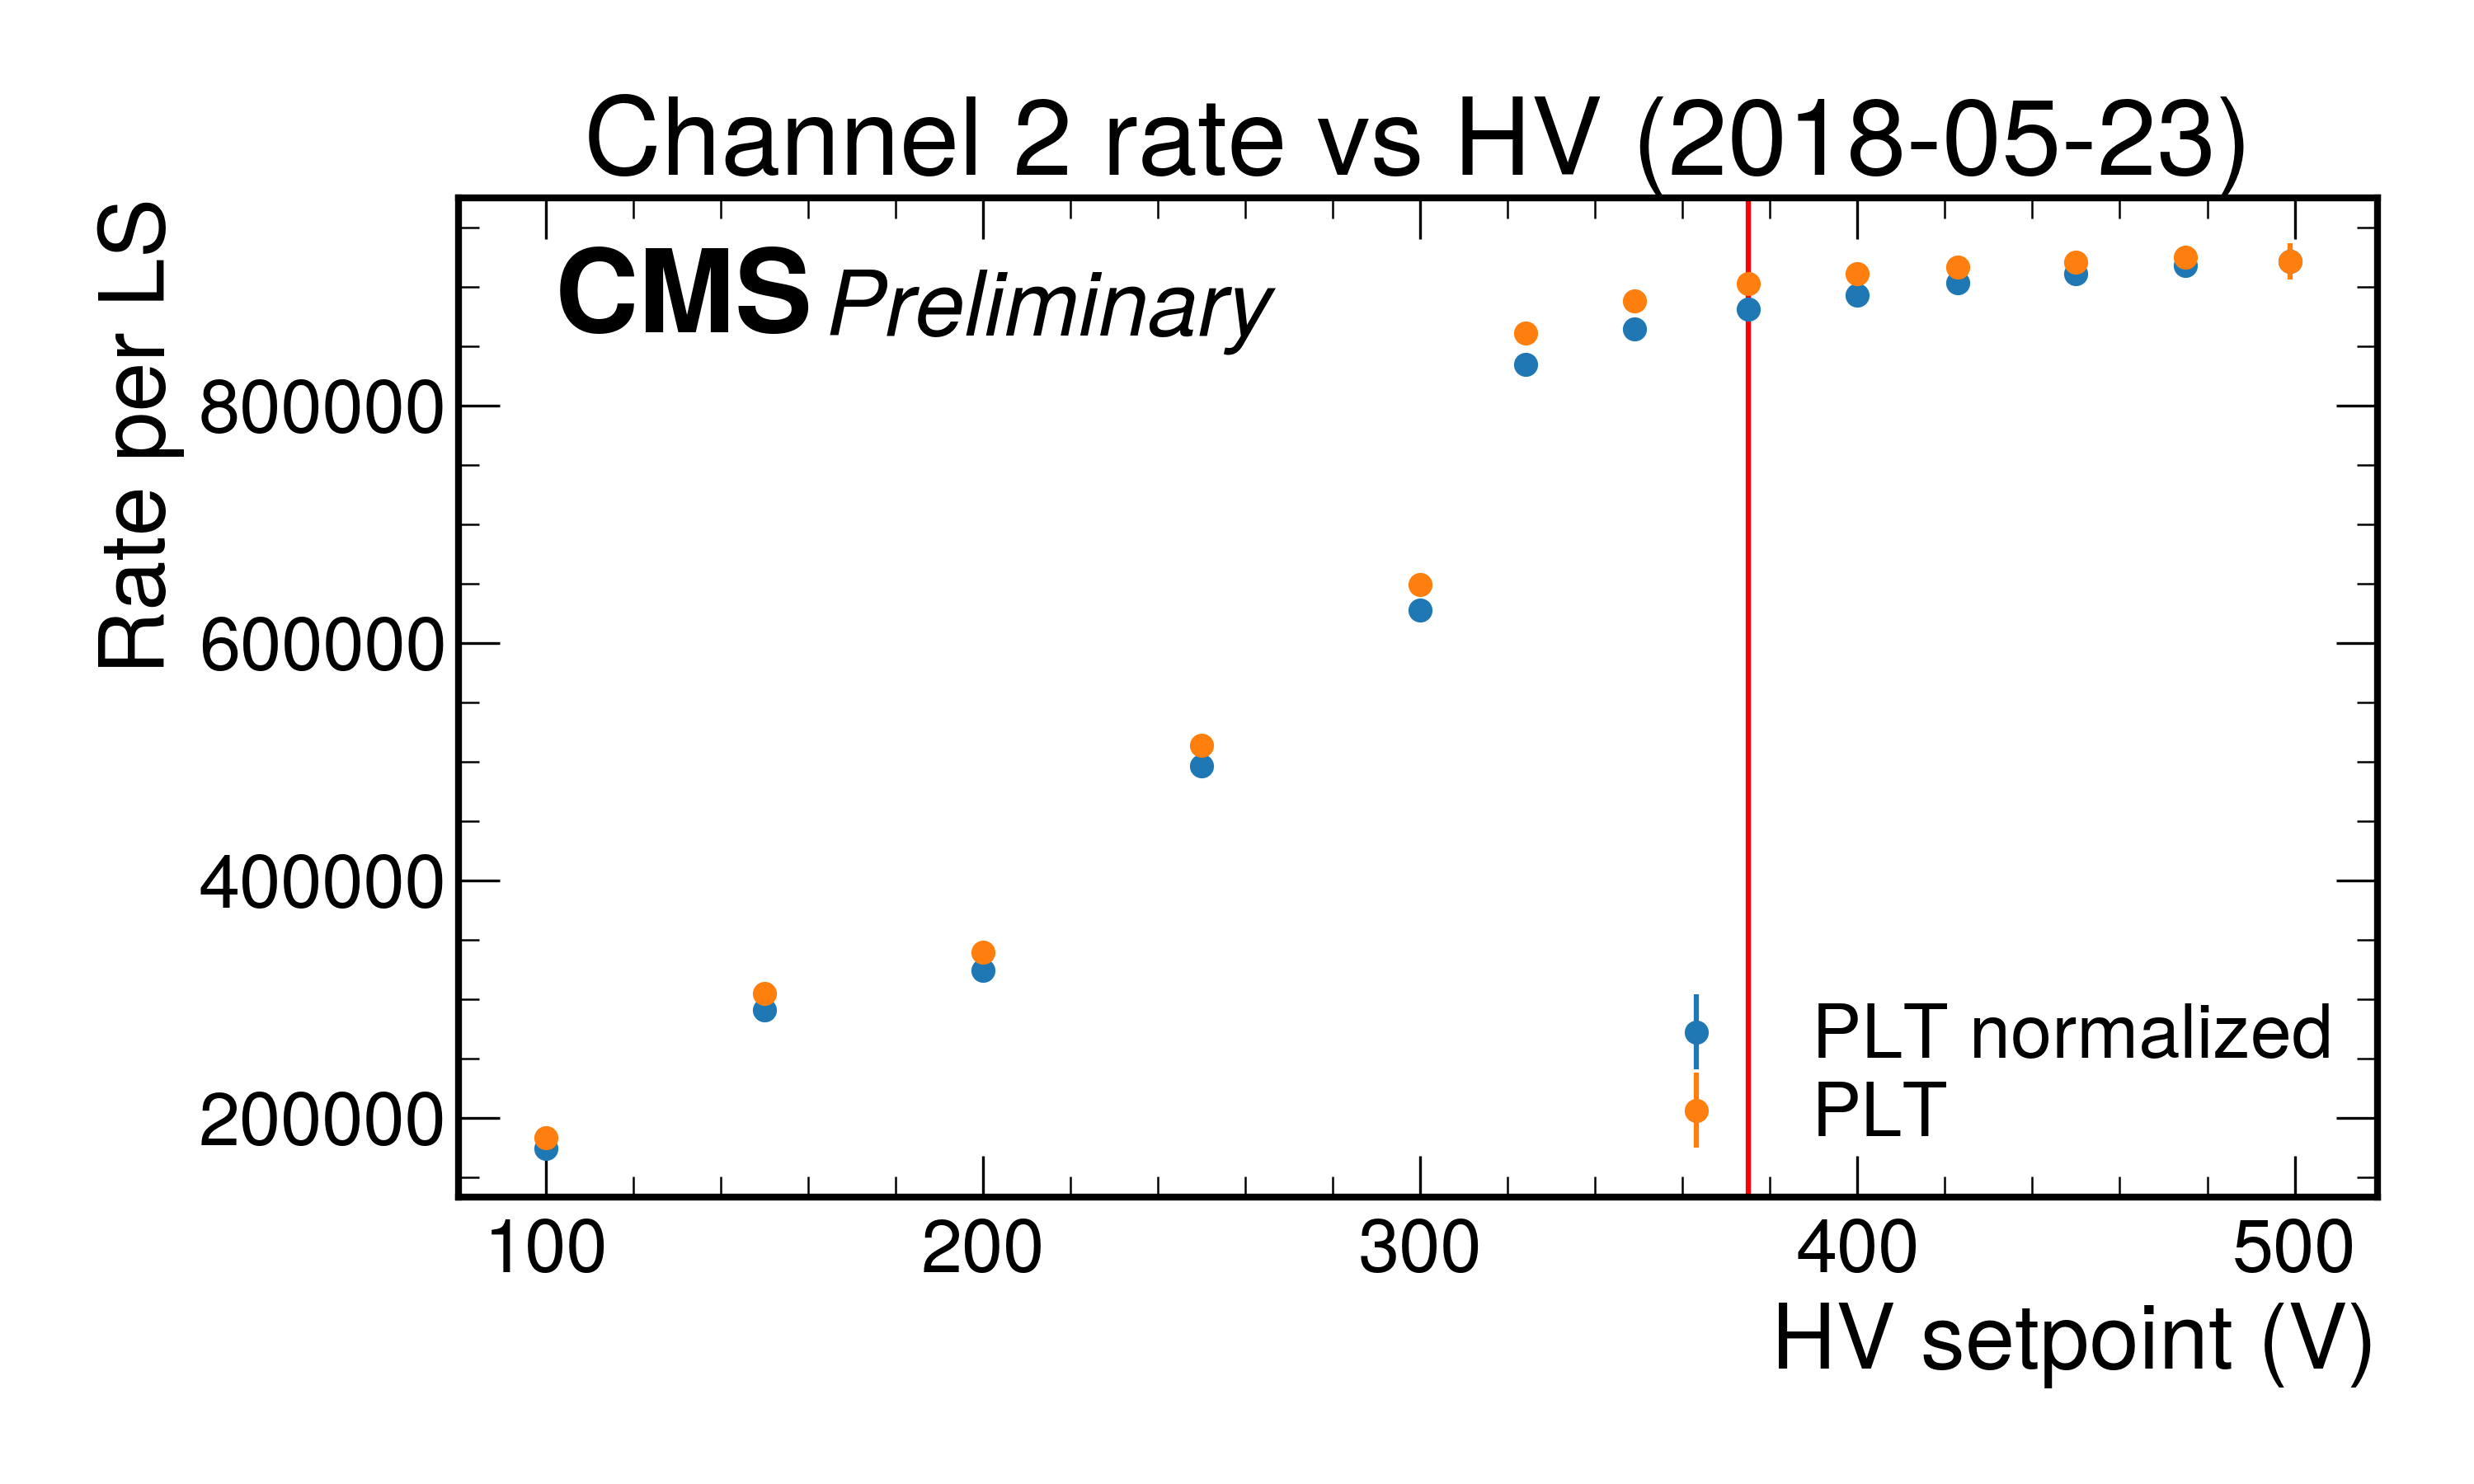 Channel 2 rate vs HV (2018-05-23)
CMS Preliminary
Rate per LS
800000
600000
400000
200000
PLT normalized
PLT
100 200 300 400 500
HV setpoint (V)